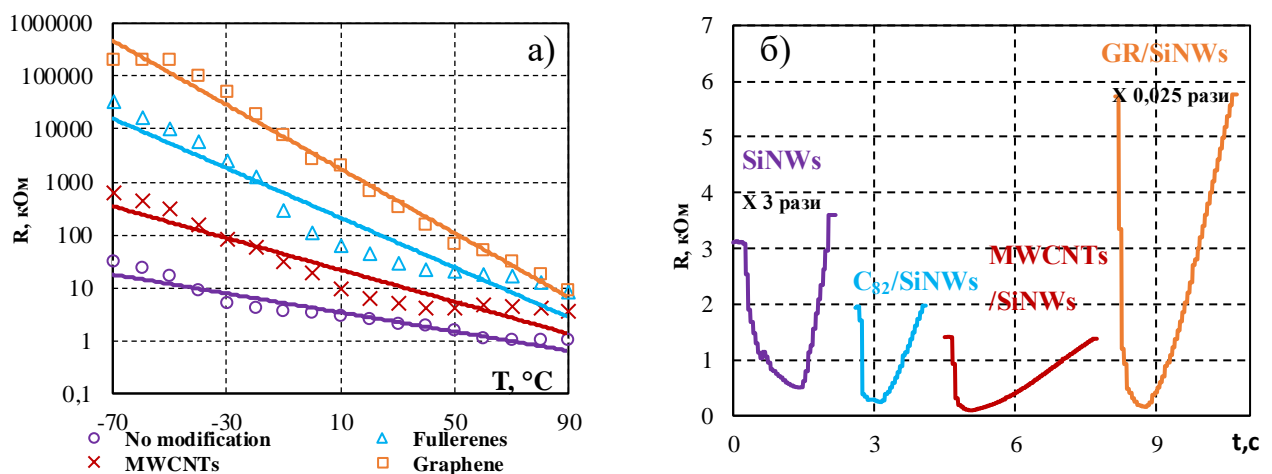 а)
1000000
100000
10000
1000
100
10
1
0,1
R, кОм
-70
-30
10
50
90
T, °C
No modification
Fullerenes
MWCNTs
Graphene
б)
7
6
5
4
3
2
1
0
R, кОм
0
3
6
9
t,с
SiNWs
X 3 рази
C₈₂/SiNWs
MWCNTs
/SiNWs
GR/SiNWs
X 0,025 рази